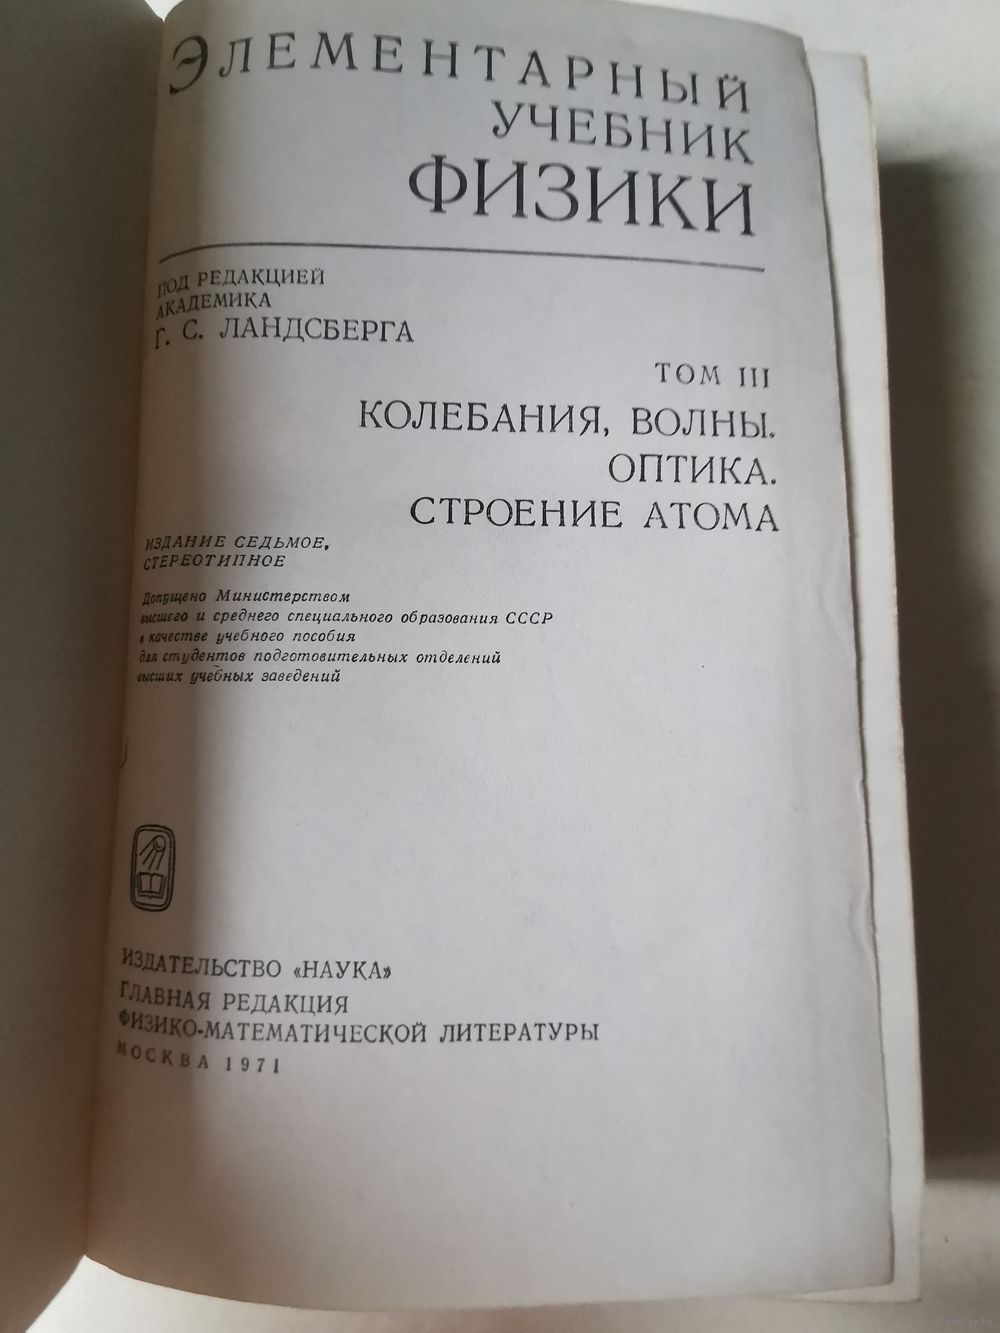 ЭЛЕМЕНТАРНЫЙ
УЧЕБНИК
ФИЗИКИ
ПОД РЕДАКЦИЕЙ
АКАДЕМИКА
Г. С. ЛАНДСБЕРГА
ТОМ III
КОЛЕБАНИЯ, ВОЛНЫ.
ОПТИКА.
СТРОЕНИЕ АТОМА
ИЗДАНИЕ СЕДЬМОЕ,
СТЕРЕОТИПНОЕ
Допущено Министерством
высшего и среднего специального образования СССР
в качестве учебного пособия
для студентов подготовительных отделений
высших учебных заведений
ИЗДАТЕЛЬСТВО «НАУКА»
ГЛАВНАЯ РЕДАКЦИЯ
ФИЗИКО-МАТЕМАТИЧЕСКОЙ ЛИТЕРАТУРЫ
МОСКВА 1971